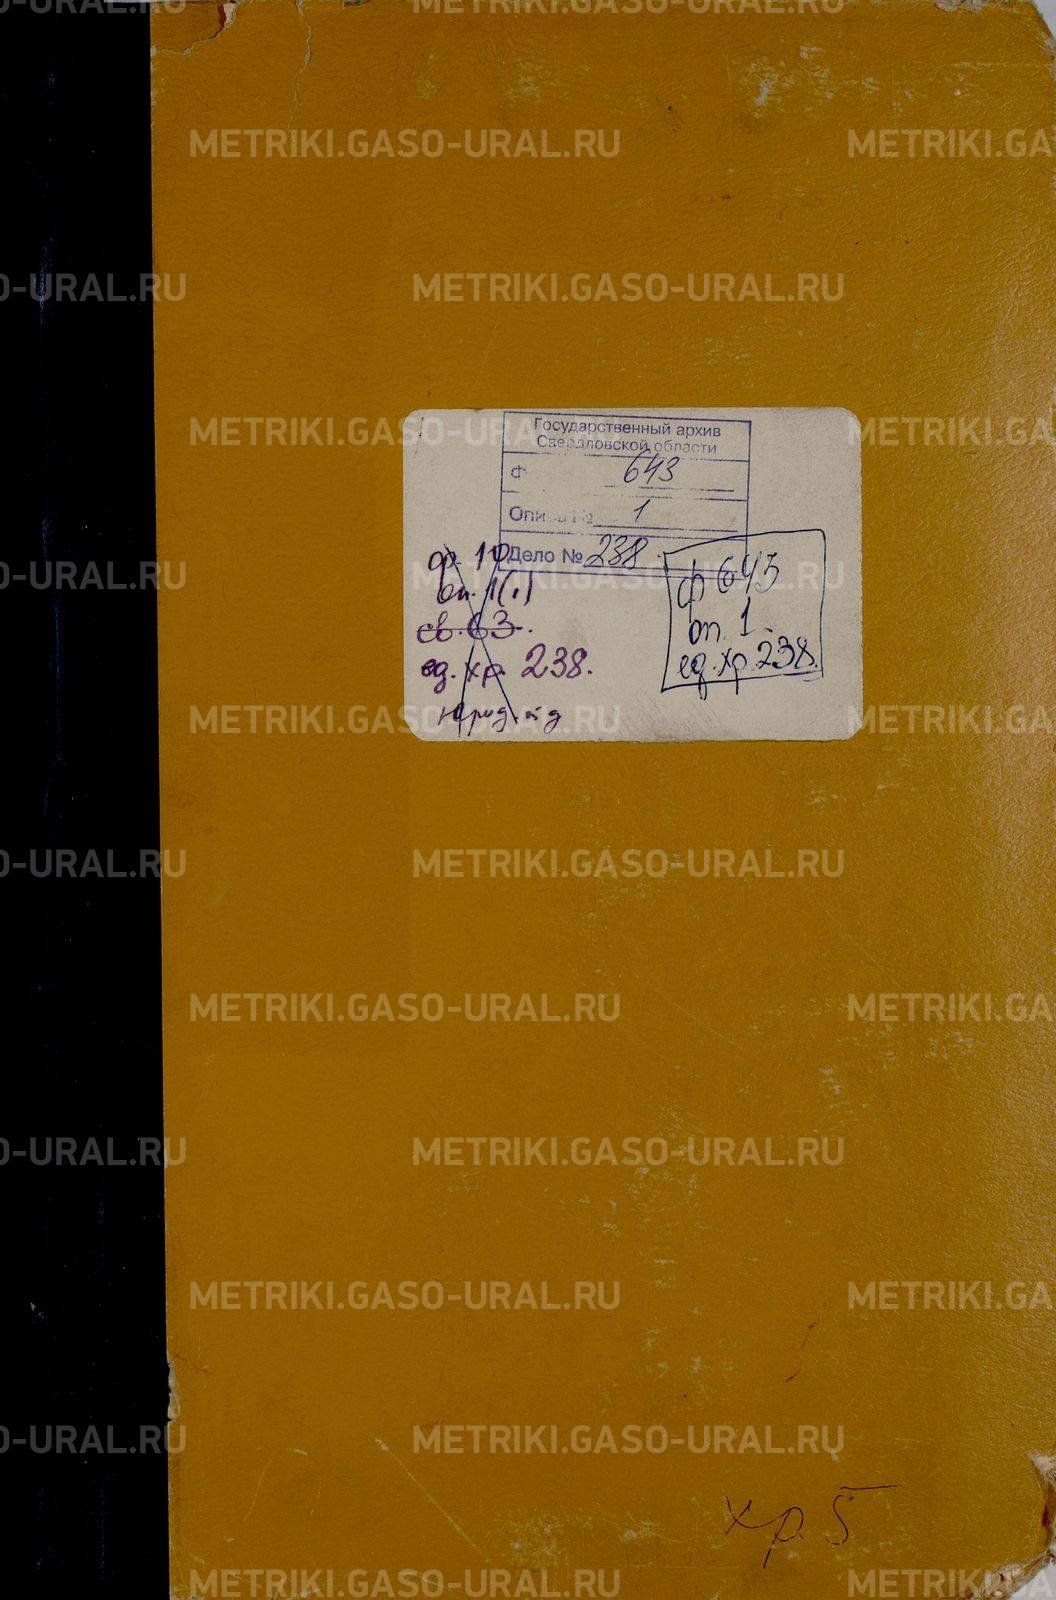 Государственный архив
Свердловской области
Ф 643
Опись № 1
Дело № 238
ф. 10
оп. 1(1)
св. 63.
ед. хр. 238.
ф 643
оп. 1.
ед. хр. 238.
хр 5
METRIKI.GASO-URAL.RU